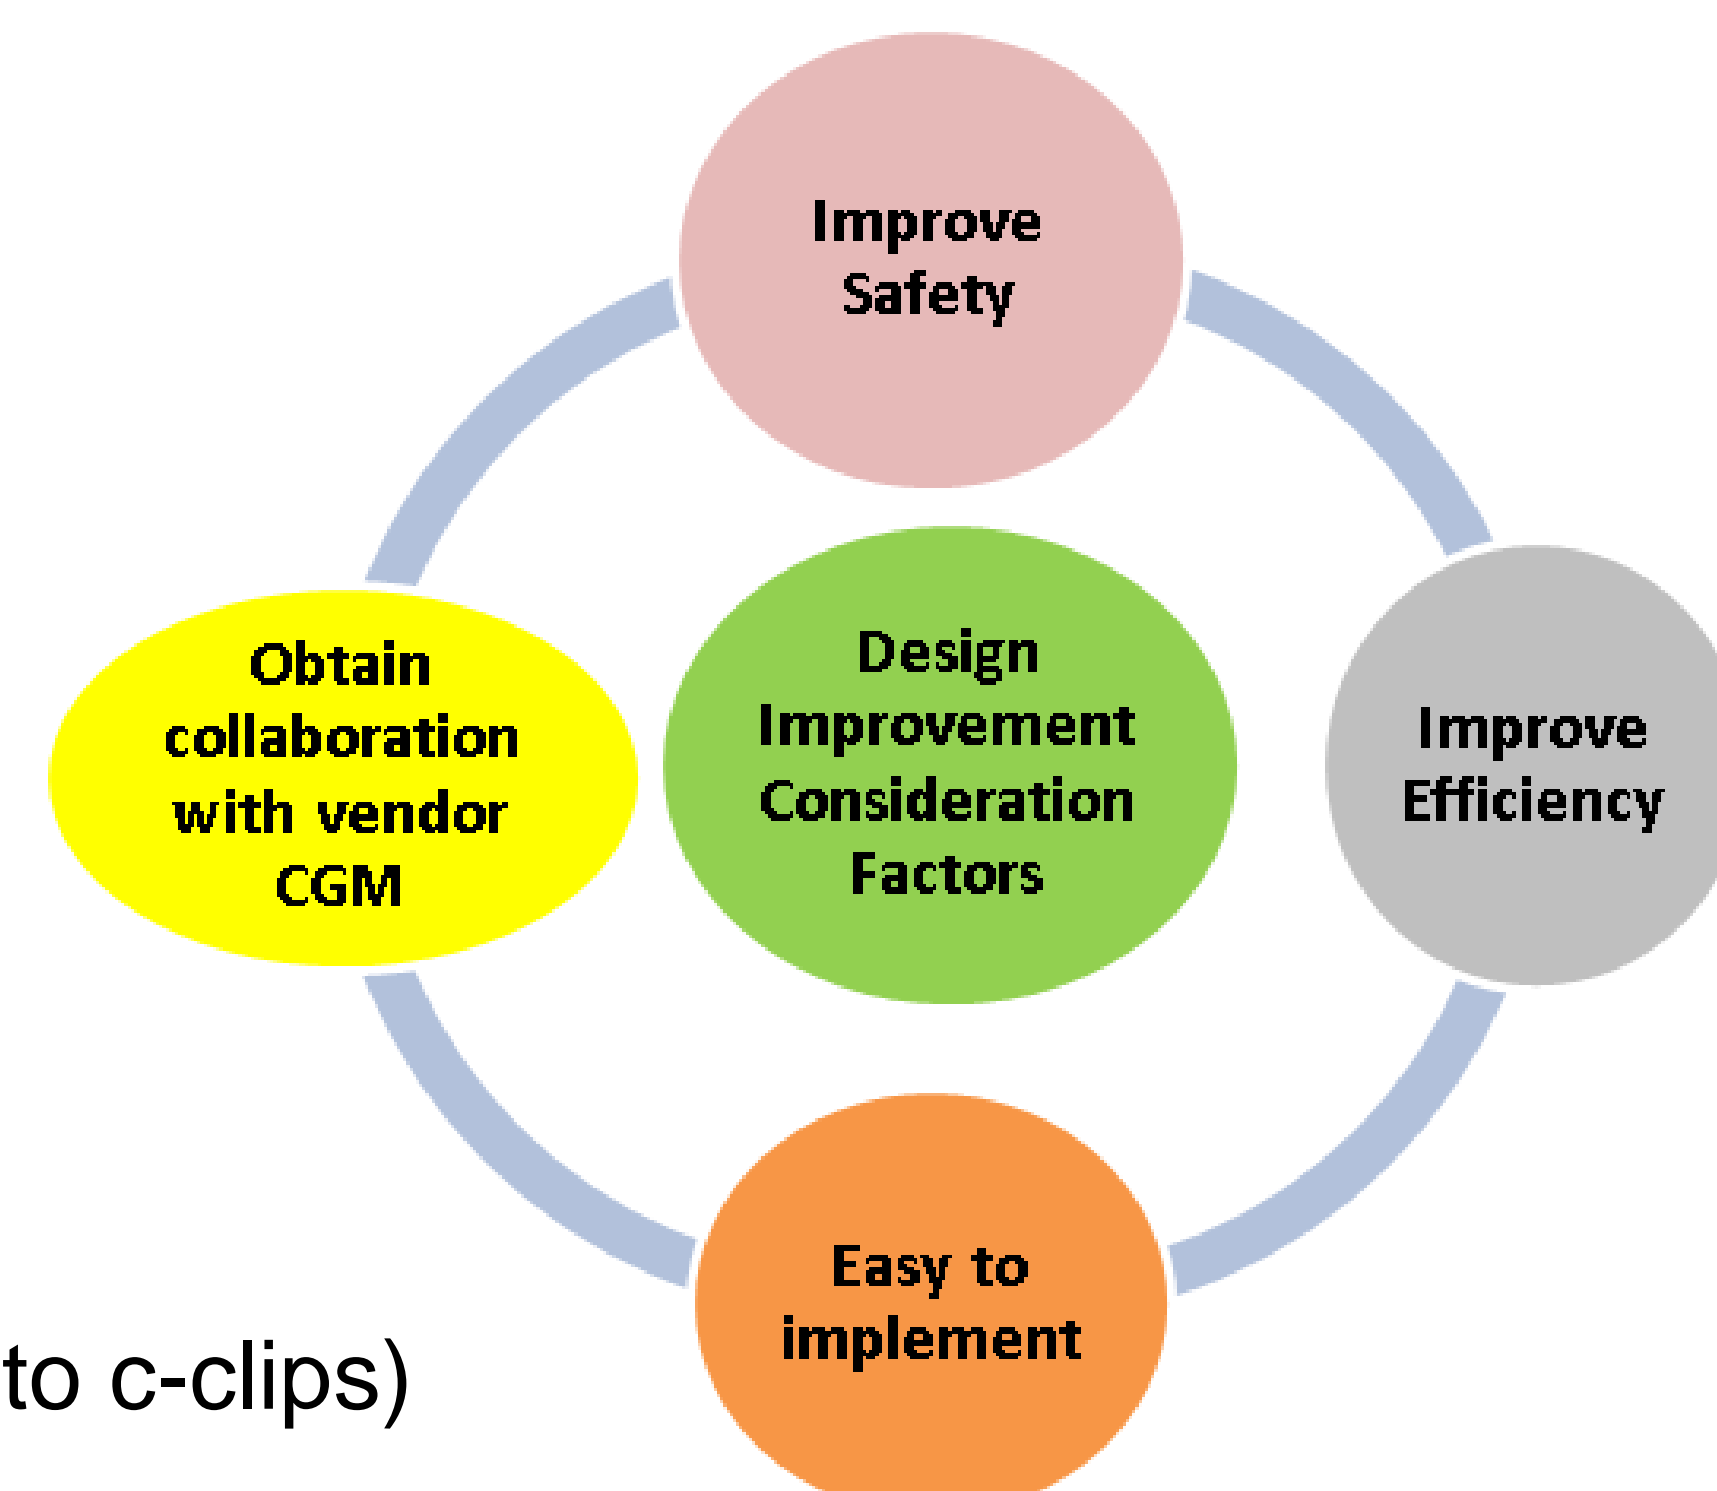 Improve
Safety
Obtain
collaboration
with vendor
CGM
Design
Improvement
Consideration
Factors
Improve
Efficiency
Easy to
implement
to c-clips)